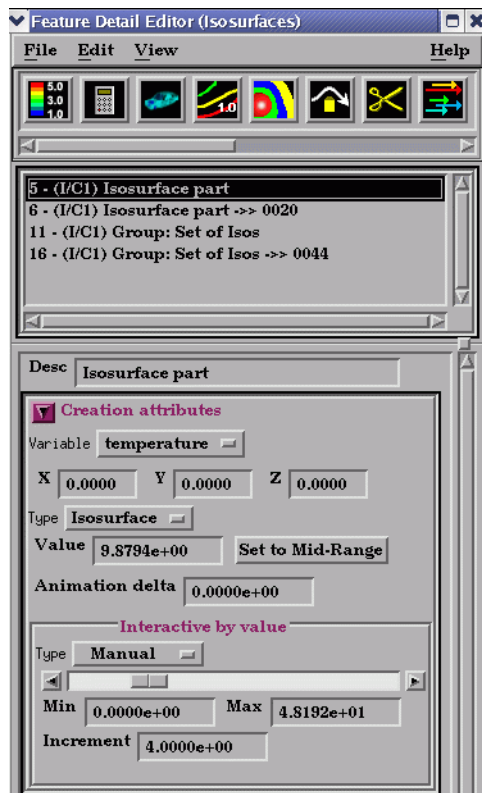 Feature Detail Editor (Isosurfaces)
File Edit View Help
5.0
3.0
1.0
1.0
5 - (I/C1) Isosurface part
6 - (I/C1) Isosurface part ->> 0020
11 - (I/C1) Group: Set of Isos
16 - (I/C1) Group: Set of Isos ->> 0044
Desc Isosurface part
Creation attributes
Variable temperature
X 0.0000 Y 0.0000 Z 0.0000
Type Isosurface
Value 9.8794e+00 Set to Mid-Range
Animation delta 0.0000e+00
Interactive by value
Type Manual
Min 0.0000e+00 Max 4.8192e+01
Increment 4.0000e+00